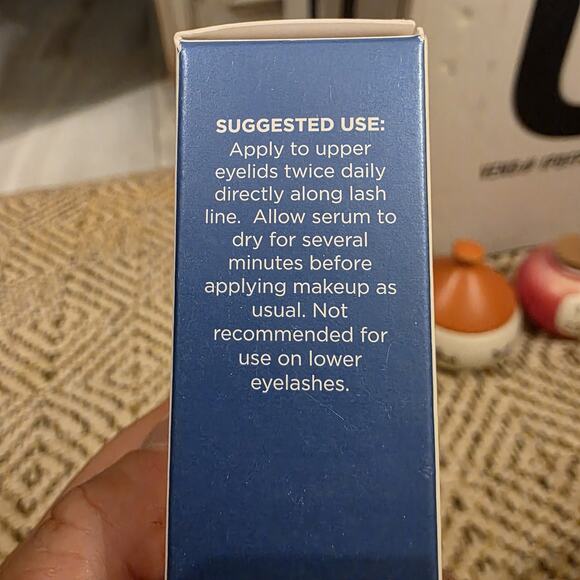 SUGGESTED USE:
Apply to upper
eyelids twice daily
directly along lash
line. Allow serum to
dry for several
minutes before
applying makeup as
usual. Not
recommended for
use on lower
eyelashes.